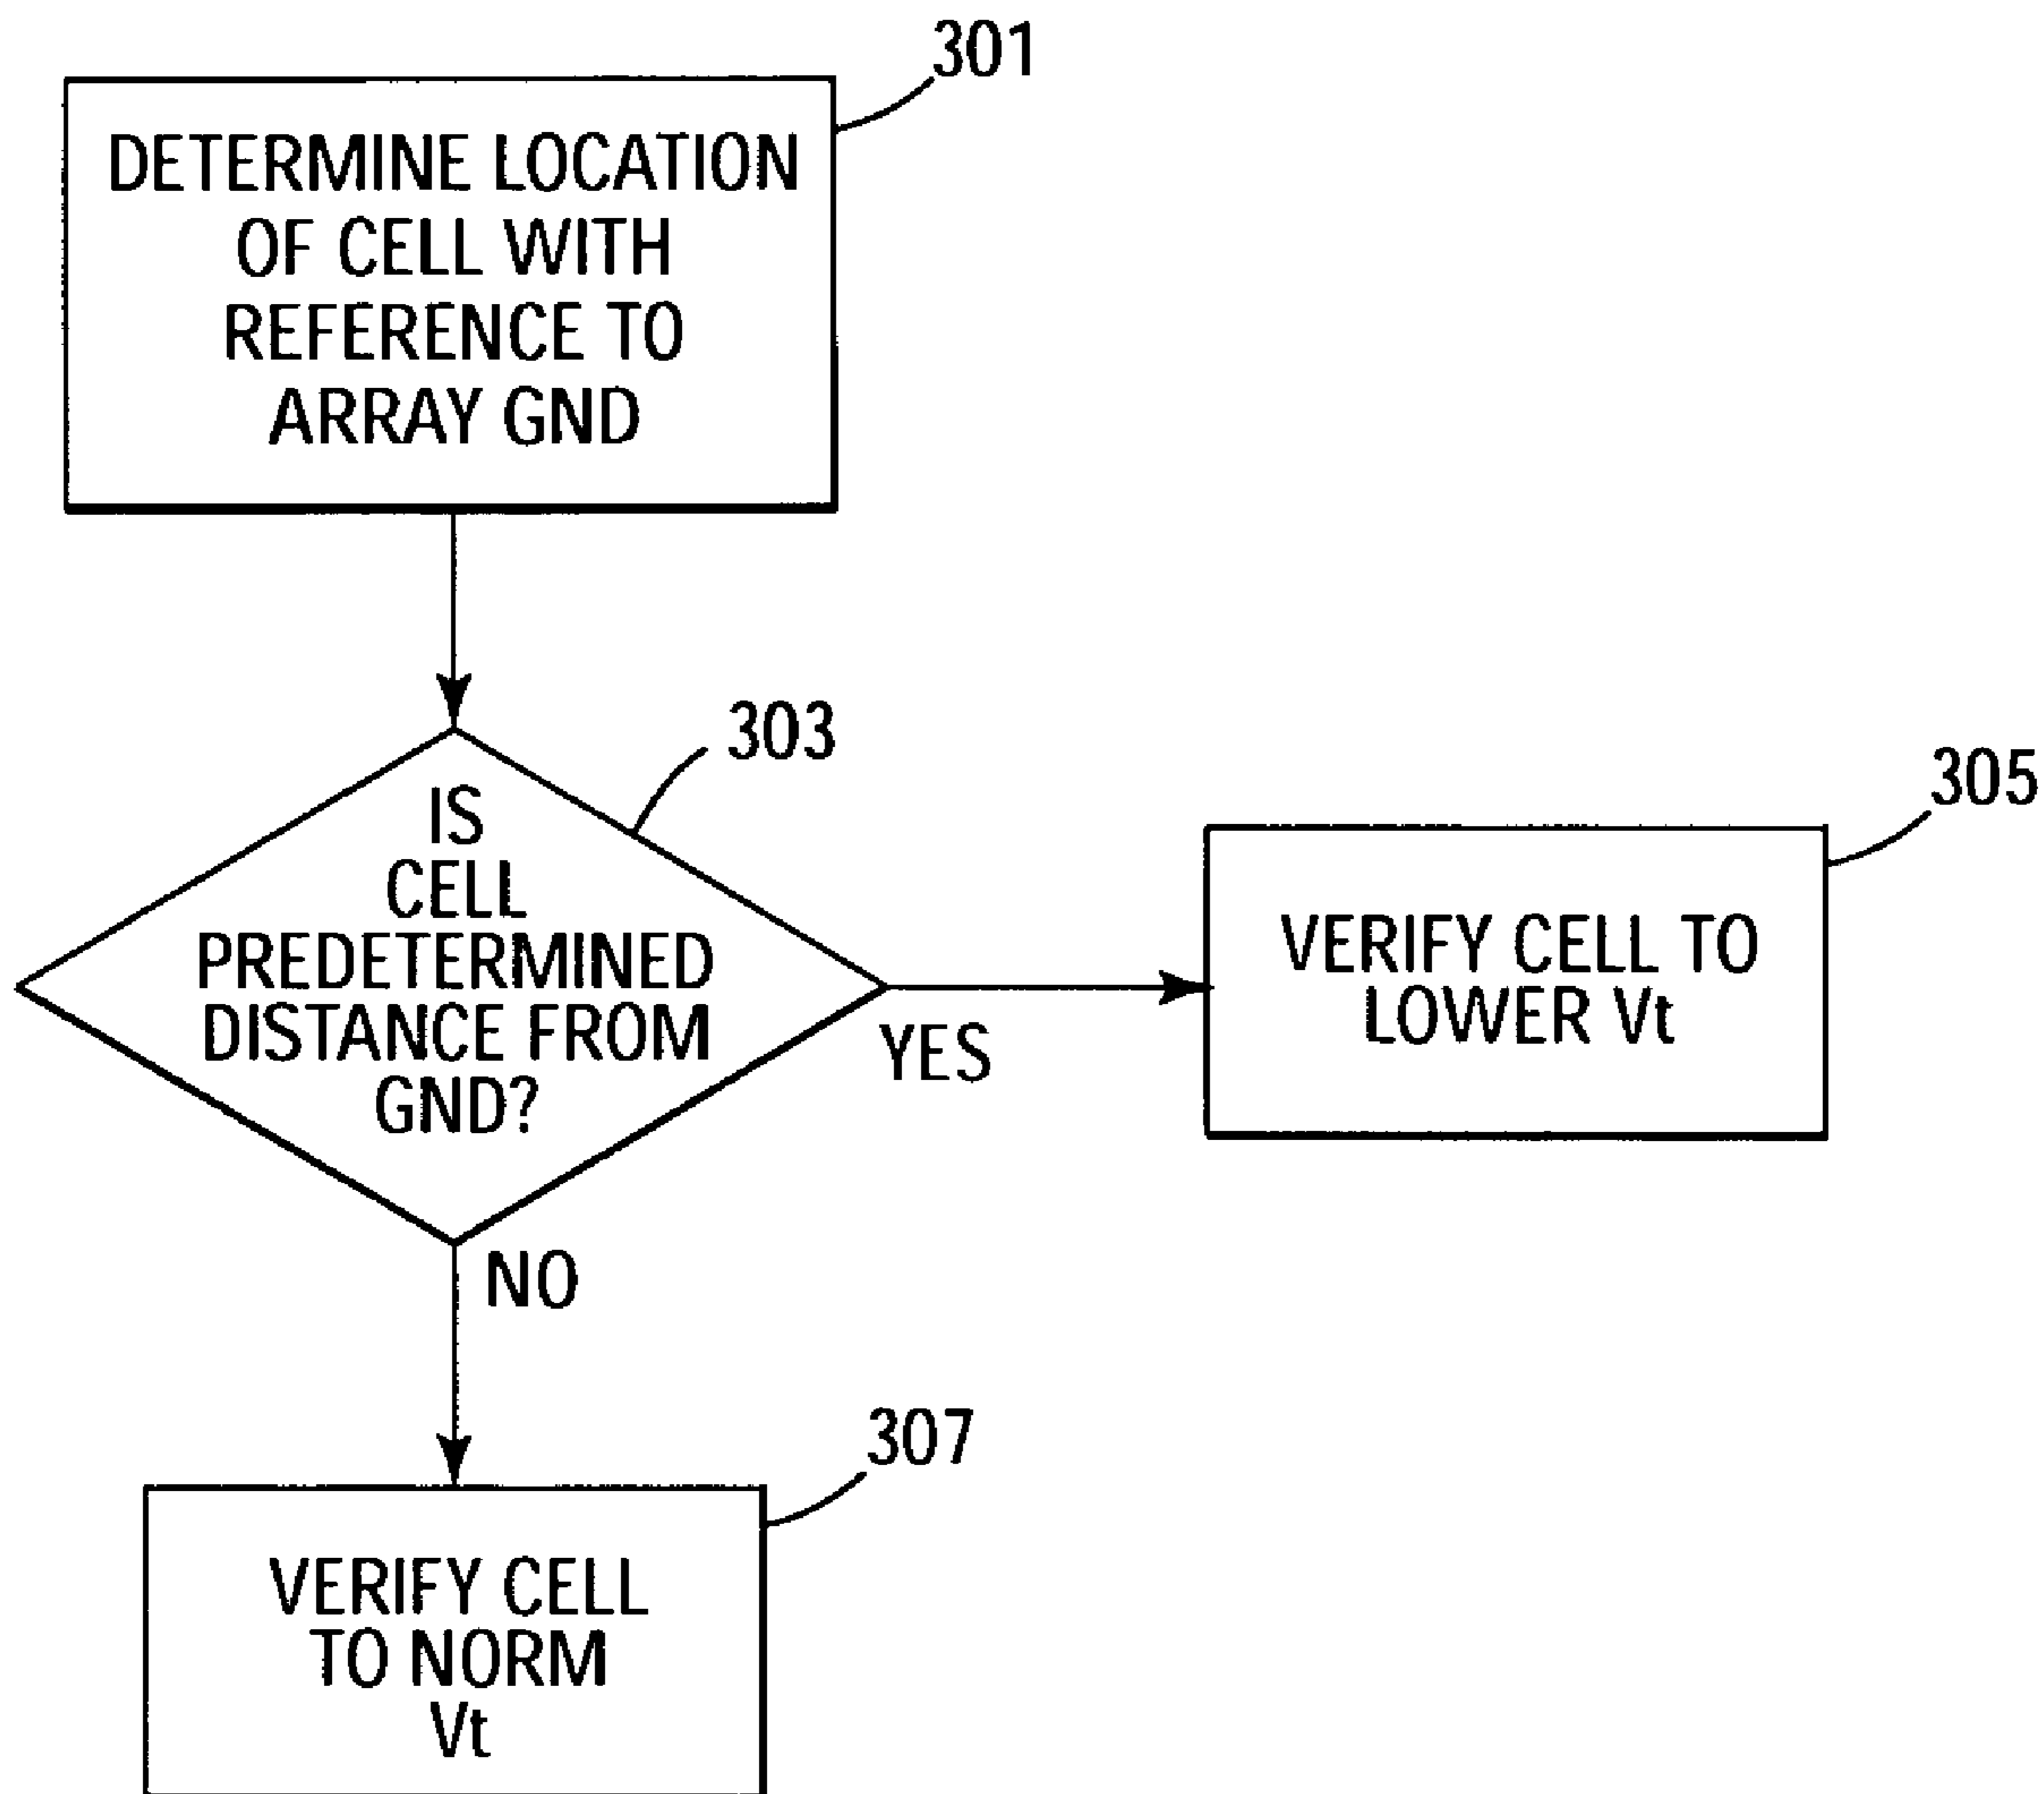 301
DETERMINE LOCATION
OF CELL WITH
REFERENCE TO
ARRAY GND
303
IS
CELL
PREDETERMINED
DISTANCE FROM
GND?
YES
305
VERIFY CELL TO
LOWER Vt
NO
307
VERIFY CELL
TO NORM
Vt